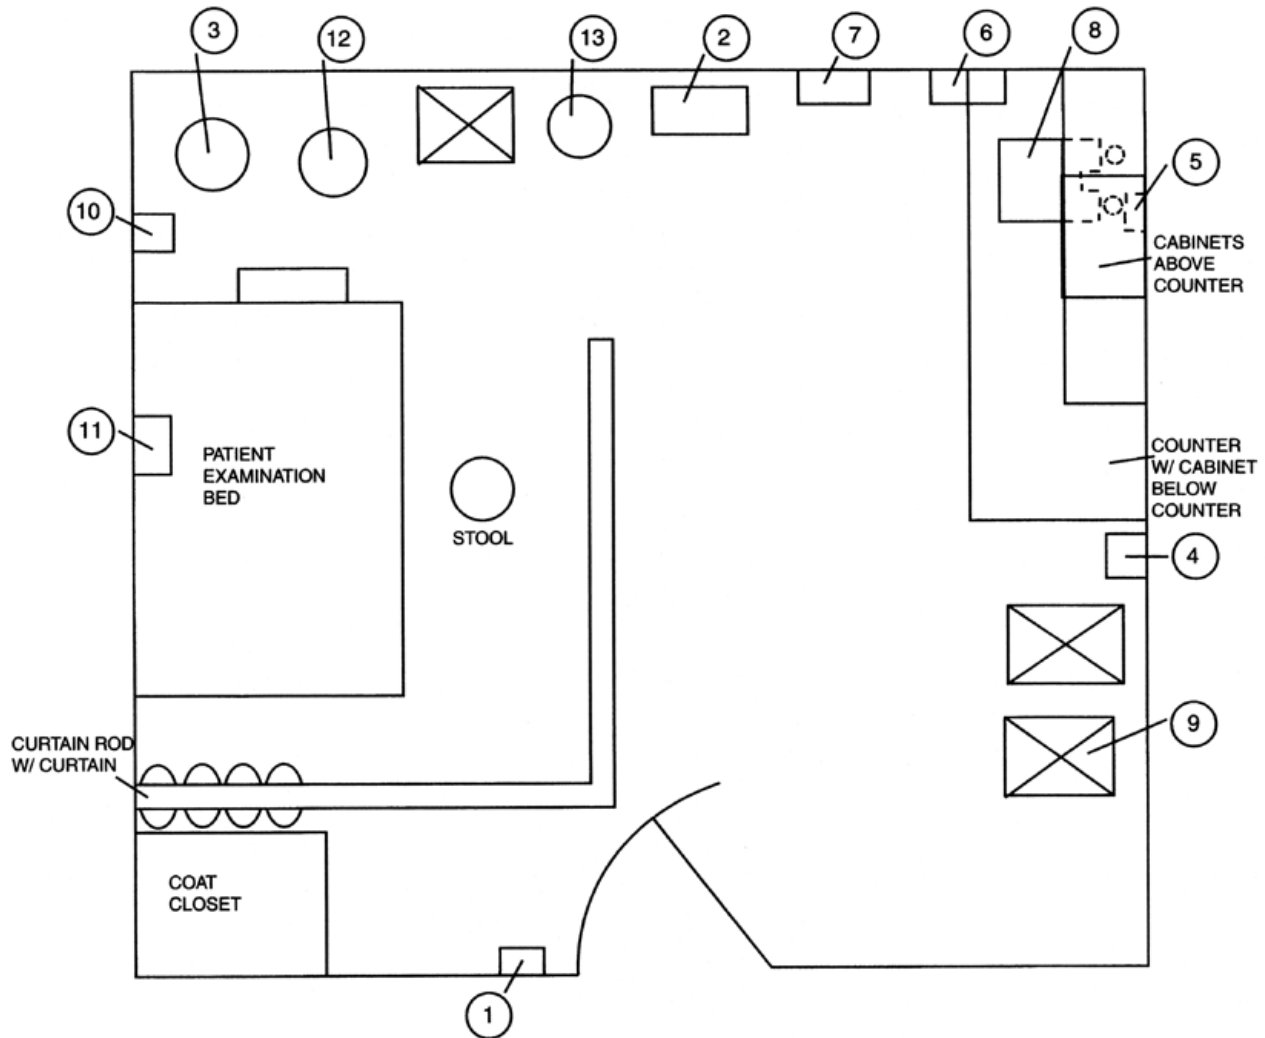 3
12
13
2
7
6
8
5
10
CABINETS
ABOVE
COUNTER
11
PATIENT
EXAMINATION
BED
STOOL
COUNTER
W/ CABINET
BELOW
COUNTER
4
9
CURTAIN ROD
W/ CURTAIN
COAT
CLOSET
1